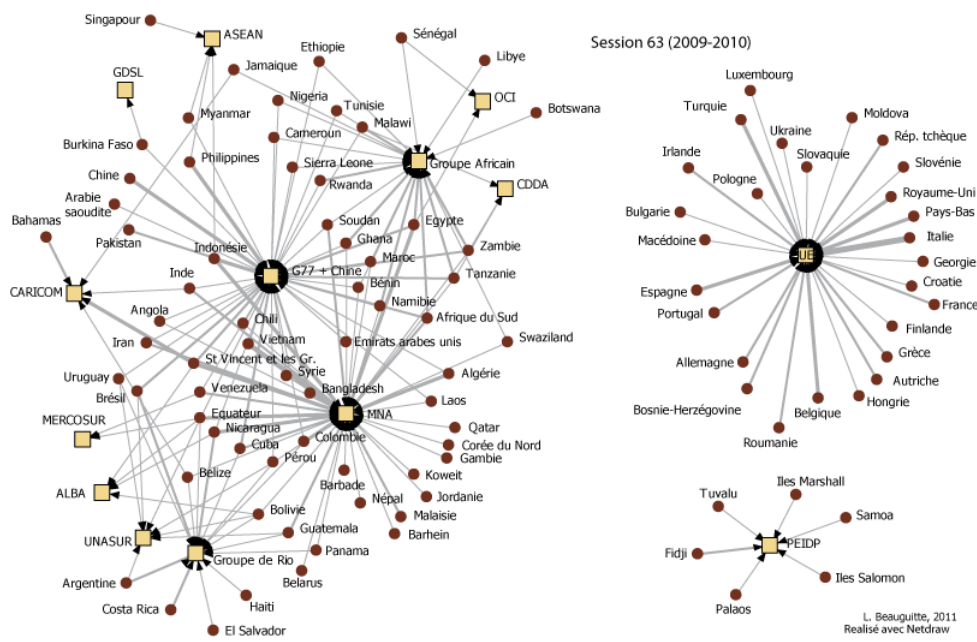 Singapour
ASEAN
Ethiopie
Sénégal
Session 63 (2009-2010)
Jamaique
Libye
GDSL
Nigeria
OCI
Myanmar
Tunisie
Malawi
Botswana
Burkina Faso
Cameroun
Philippines
Sierra Leone
Groupe Africain
Chine
Rwanda
CDDA
Arabie
saoudite
Bahamas
Soudan
Egypte
Pakistan
Indonésie
Ghana
Maroc
Zambie
Inde
G77 + Chine
Bénin
Tanzanie
CARICOM
Angola
Namibie
Chili
Afrique du Sud
Iran
Vietnam
Emirats arabes unis
Swaziland
St Vincent et les Gr.
Syrie
Algérie
Uruguay
Venezuela
Bangladesh
Laos
Brésil
MERCOSUR
Equateur
MNA
Nicaragua
Colombie
Qatar
Cuba
Corée du Nord
Pérou
Gambie
Belize
Barbade
Koweit
ALBA
Népal
Jordanie
Bolivie
Malaisie
UNASUR
Guatemala
Barhein
Groupe de Rio
Panama
Argentine
Belarus
Costa Rica
Haiti
El Salvador
Luxembourg
Turquie
Moldova
Ukraine
Rép. tchèque
Irlande
Slovaquie
Slovénie
Pologne
Royaume-Uni
Bulgarie
Pays-Bas
Macédoine
Italie
UE
Georgie
Croatie
Espagne
France
Portugal
Finlande
Grèce
Allemagne
Autriche
Bosnie-Herzégovine
Belgique
Hongrie
Roumanie
Tuvalu
Iles Marshall
Samoa
Fidji
PEIDP
Iles Salomon
Palaos
L. Beauguitte, 2011
Realisé avec Netdraw